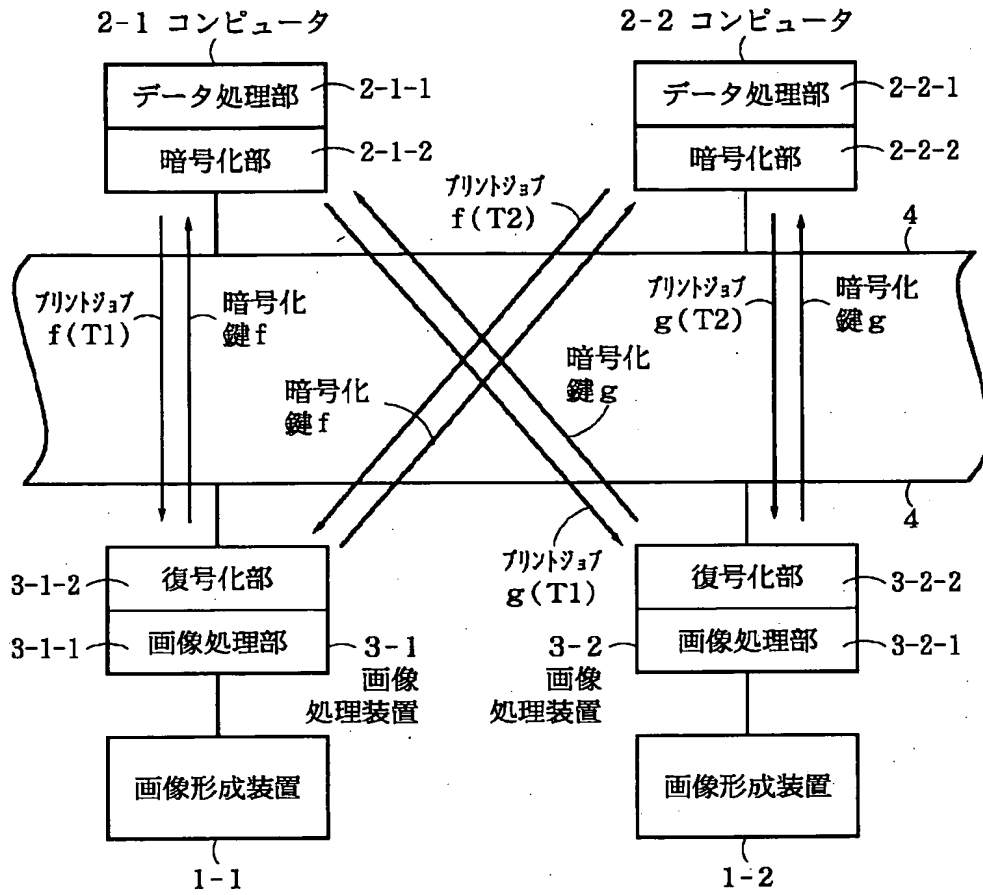 2-1 コンピュータ
2-2 コンピュータ
データ処理部
2-1-1
データ処理部
2-2-1
暗号化部
2-1-2
暗号化部
2-2-2
プリントジョブ
f(T2)
4
プリントジョブ
f(T1)
暗号化
鍵f
プリントジョブ
g(T2)
暗号化
鍵g
暗号化
鍵f
暗号化
鍵g
4
プリントジョブ
g(T1)
3-1-2
復号化部
復号化部
3-2-2
3-1-1
画像処理部
3-1
画像
処理装置
3-2
画像
処理装置
画像処理部
3-2-1
画像形成装置
画像形成装置
1-1
1-2